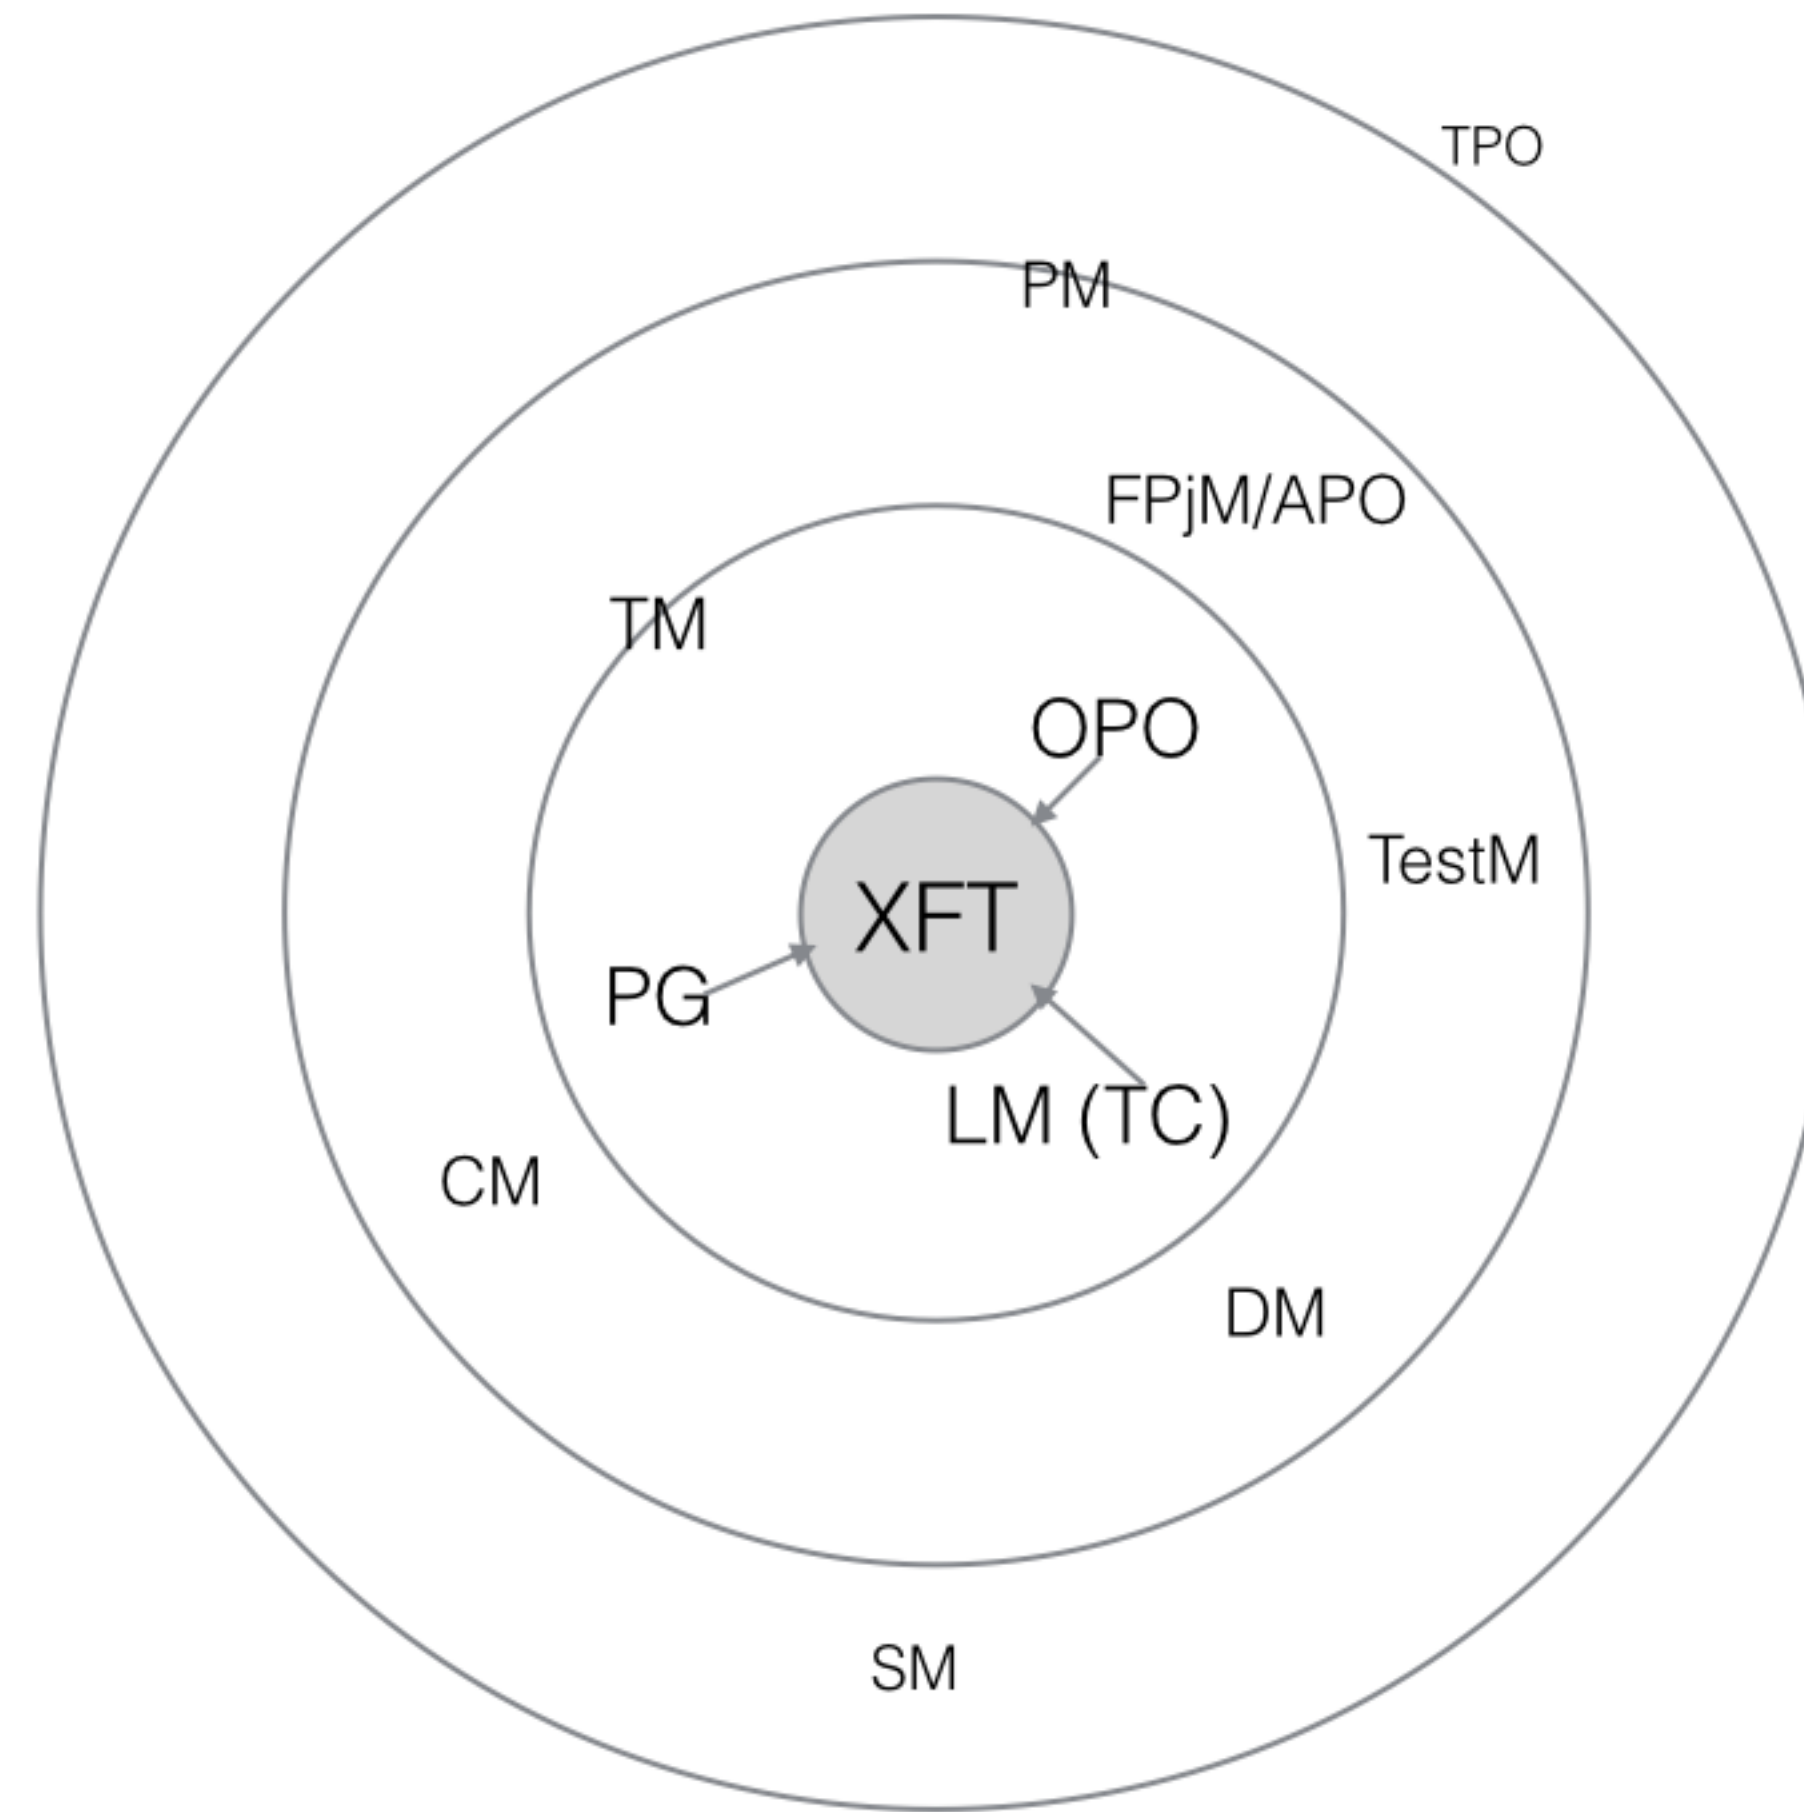 TPO
PM
FPjM/APO
TM
OPO
TestM
XFT
PG
LM (TC)
CM
DM
SM